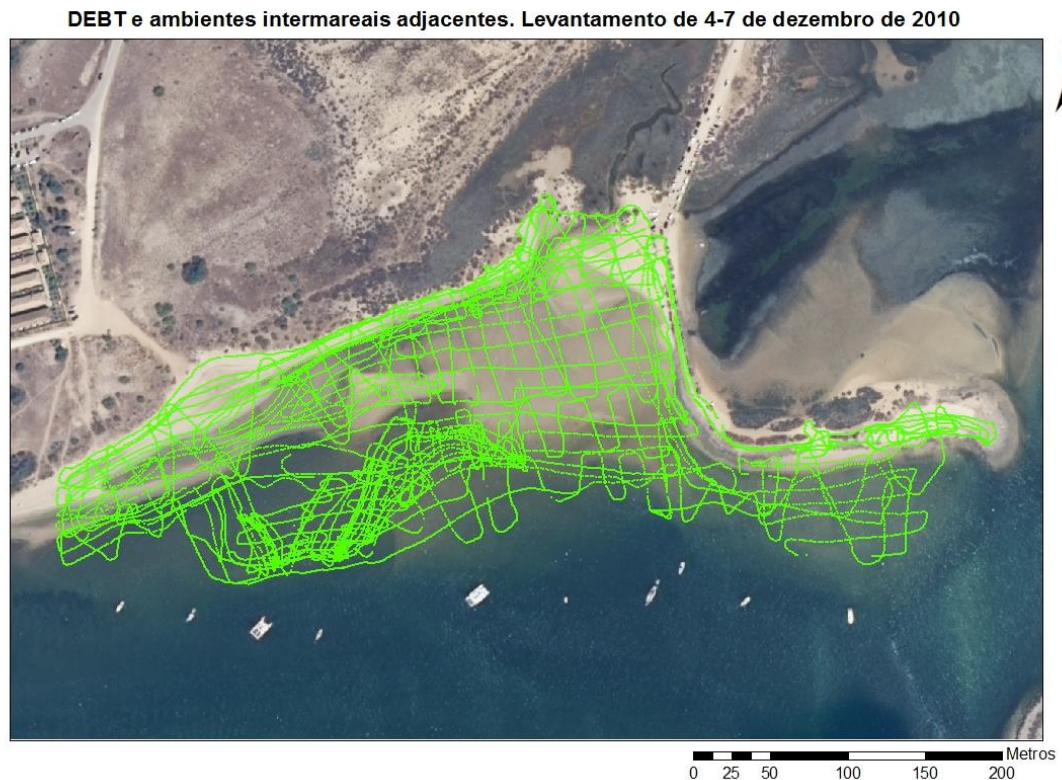 DEBT e ambientes intermareais adjacentes. Levantamento de 4-7 de dezembro de 2010
Metros
0 25 50 100 150 200